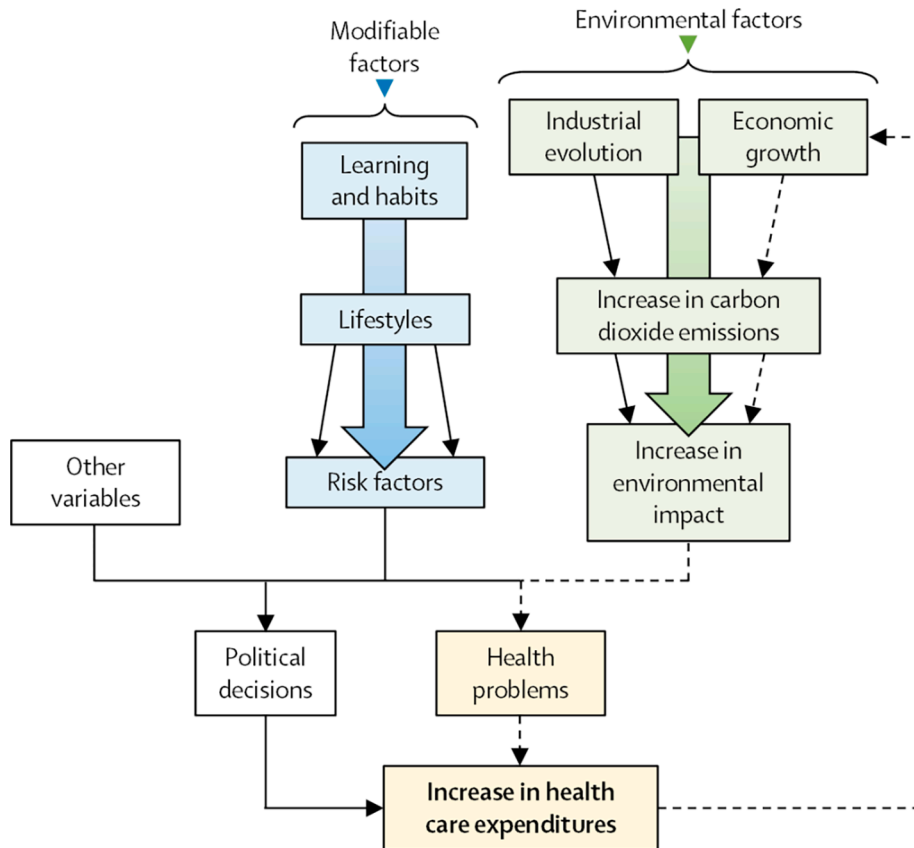 Modifiable
factors
Environmental factors
Industrial
evolution
Economic
growth
Learning
and habits
Lifestyles
Increase in carbon
dioxide emissions
Other
variables
Risk factors
Increase in
environmental
impact
Political
decisions
Health
problems
Increase in health
care expenditures